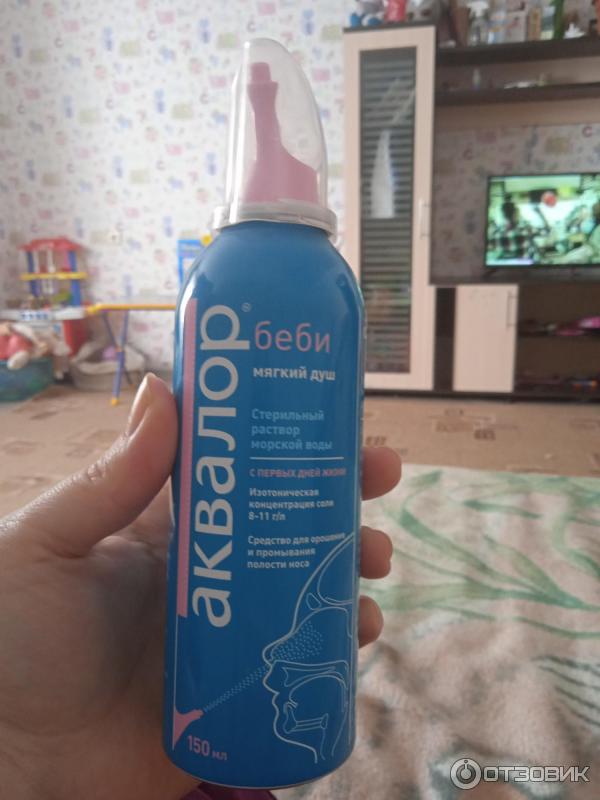 аквалор®
беби
мягкий душ
Стерильный
раствор
морской воды
С ПЕРВЫХ ДНЕЙ ЖИЗНИ
Изотоническая
концентрация соли
8-11 г/л
Средство для орошения
и промывания
полости носа
150 мл
ОТЗОВИК